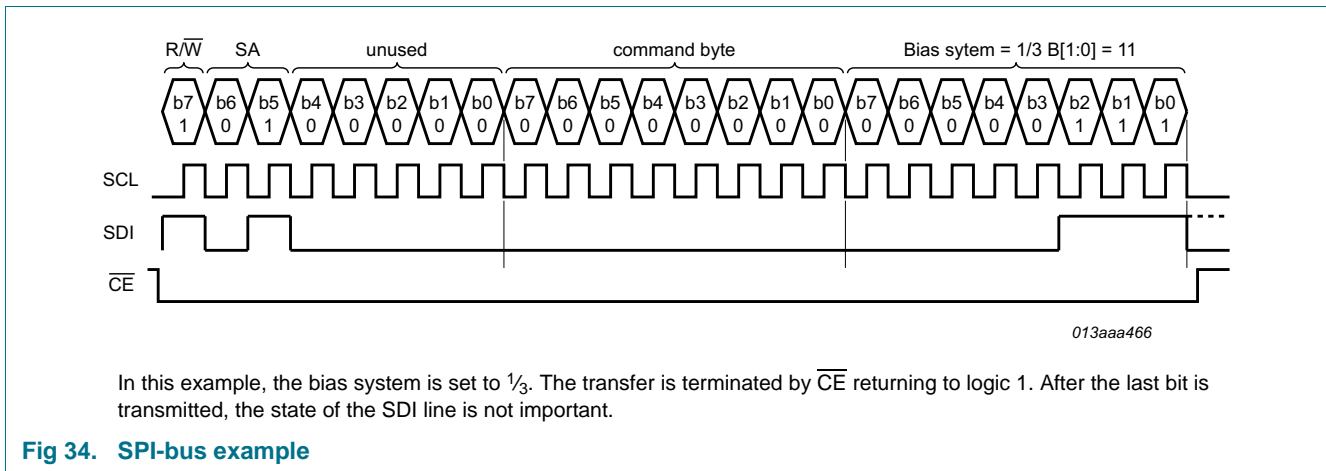 R/W SA unused command byte Bias sytem = 1/3 B[1:0] = 11
b7 b6 b5 b4 b3 b2 b1 b0 b7 b6 b5 b4 b3 b2 b1 b0 b7 b6 b5 b4 b3 b2 b1 b0
1 0 1 0 0 0 0 0 0 0 0 0 0 0 0 0 0 0 0 0 0 1 1 1
SCL
SDI
CE
013aaa466
In this example, the bias system is set to 1⁄3. The transfer is terminated by CE returning to logic 1. After the last bit is
transmitted, the state of the SDI line is not important.
Fig 34. SPI-bus example